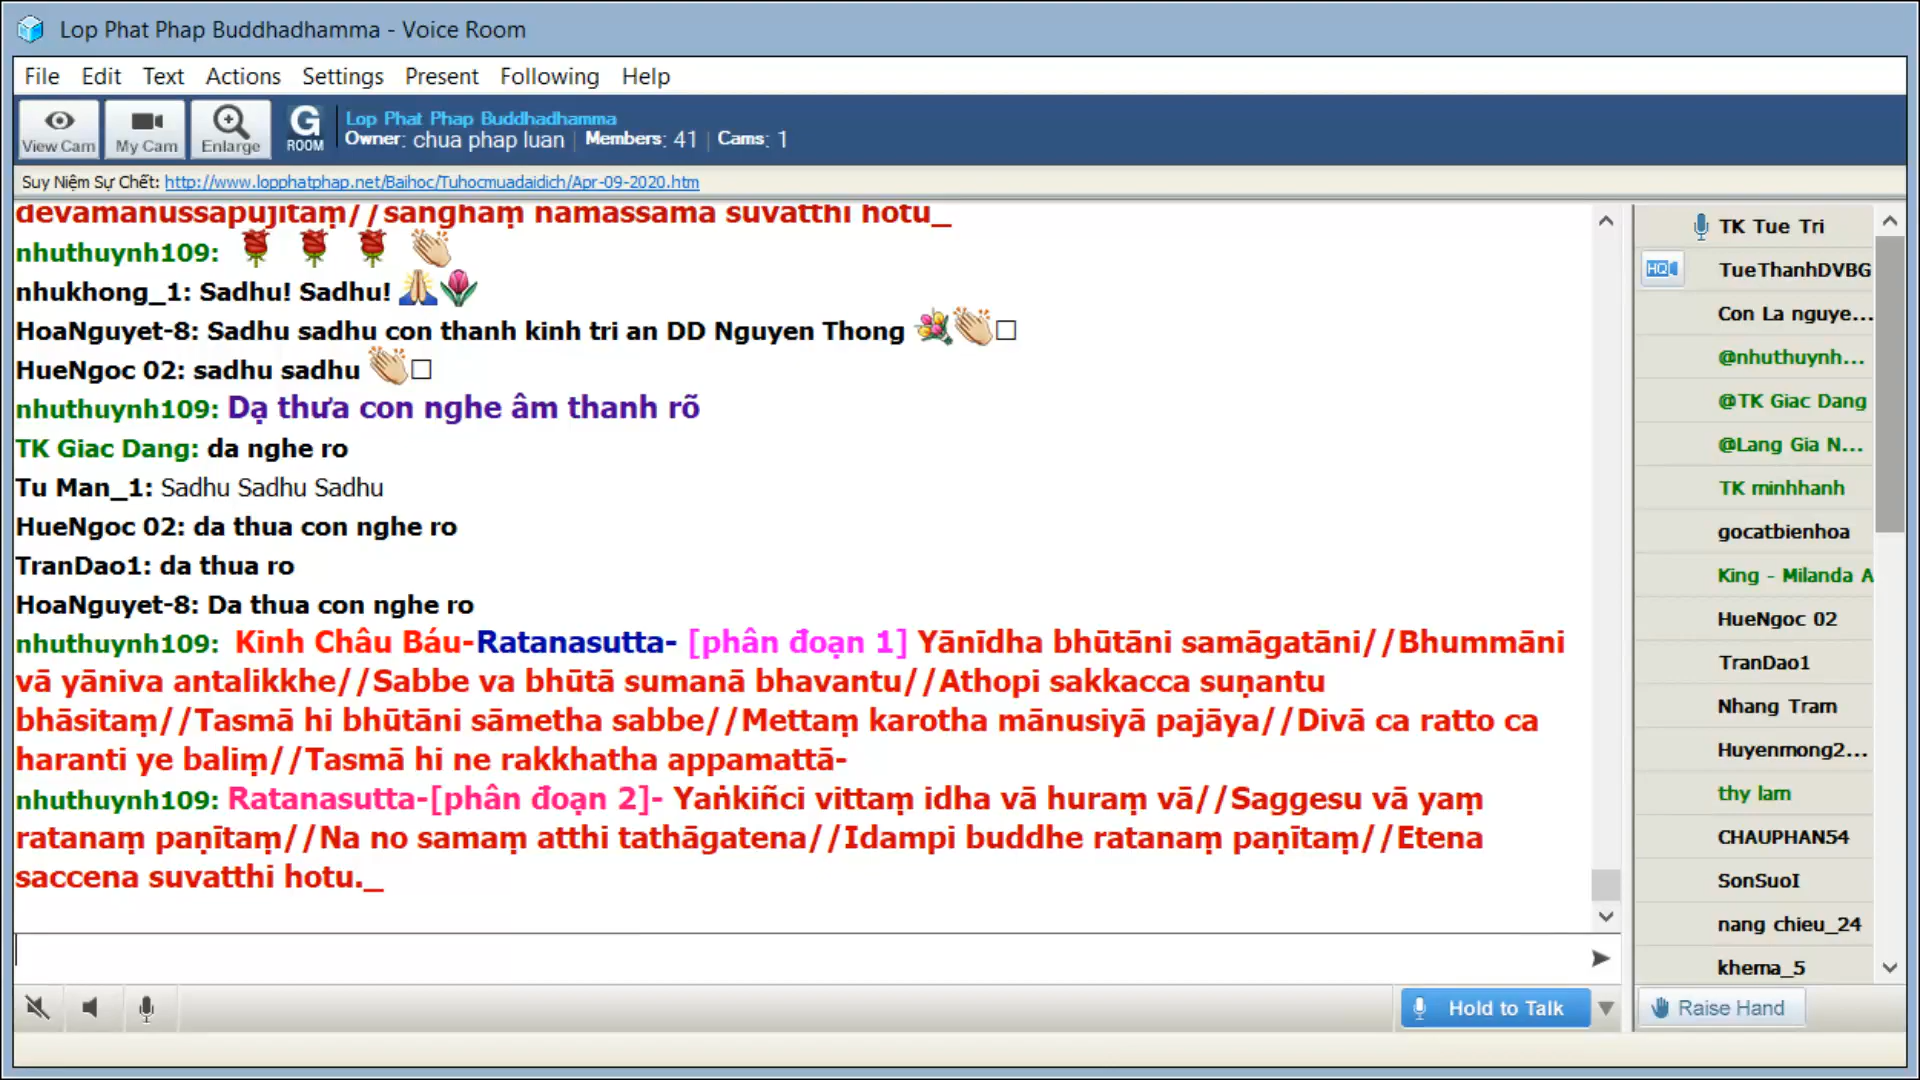 Lop Phat Phap Buddhadhamma - Voice Room
File Edit Text Actions Settings Present Following Help
View Cam My Cam Enlarge G ROOM
Lop Phat Phap Buddhadhamma
Owner: chua phap luan | Members: 41 | Cams: 1
Suy Niệm Sự Chết: http://www.lopphatphap.net/Baihoc/Tuhocmuadaidich/Apr-09-2020.htm
devamanussapūjitaṃ//saṅghaṃ namassāma suvatthi hotu_
nhuthuynh109:
nhukhong_1: Sadhu! Sadhu!
HoaNguyet-8: Sadhu sadhu con thanh kinh tri an DD Nguyen Thong
HueNgoc 02: sadhu sadhu
nhuthuynh109: Dạ thưa con nghe âm thanh rõ
TK Giac Dang: da nghe ro
Tu Man_1: Sadhu Sadhu Sadhu
HueNgoc 02: da thua con nghe ro
TranDao1: da thua ro
HoaNguyet-8: Da thua con nghe ro
nhuthuynh109: Kinh Châu Báu-Ratanasutta- [phân đoạn 1] Yānīdha bhūtāni samāgatāni//Bhummāni
vā yāniva antalikkhe//Sabbe va bhūtā sumanā bhavantu//Athopi sakkacca suṇantu
bhāsitaṃ//Tasmā hi bhūtāni sāmetha sabbe//Mettaṃ karotha mānusiyā pajāya//Divā ca ratto ca
haranti ye baliṃ//Tasmā hi ne rakkhatha appamattā-
nhuthuynh109: Ratanasutta-[phân đoạn 2]- Yaṅkiñci vittaṃ idha vā huraṃ vā//Saggesu vā yaṃ
ratanaṃ paṇītaṃ//Na no samaṃ atthi tathāgatena//Idampi buddhe ratanaṃ paṇītaṃ//Etena
saccena suvatthi hotu._
TK Tue Tri
HQ TueThanhDVBG
Con La nguye...
@nhuthuynh...
@TK Giac Dang
@Lang Gia N...
TK minhhanh
gocatbienhoa
King - Milanda A
HueNgoc 02
TranDao1
Nhang Tram
Huyenmong2...
thy lam
CHAUPHAN54
SonSuoI
nang chieu_24
khema_5
Hold to Talk
Raise Hand